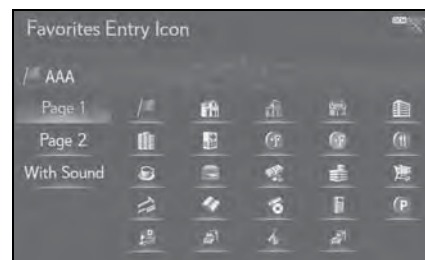 Favorites Entry Icon
AAA
Page 1
Page 2
With Sound